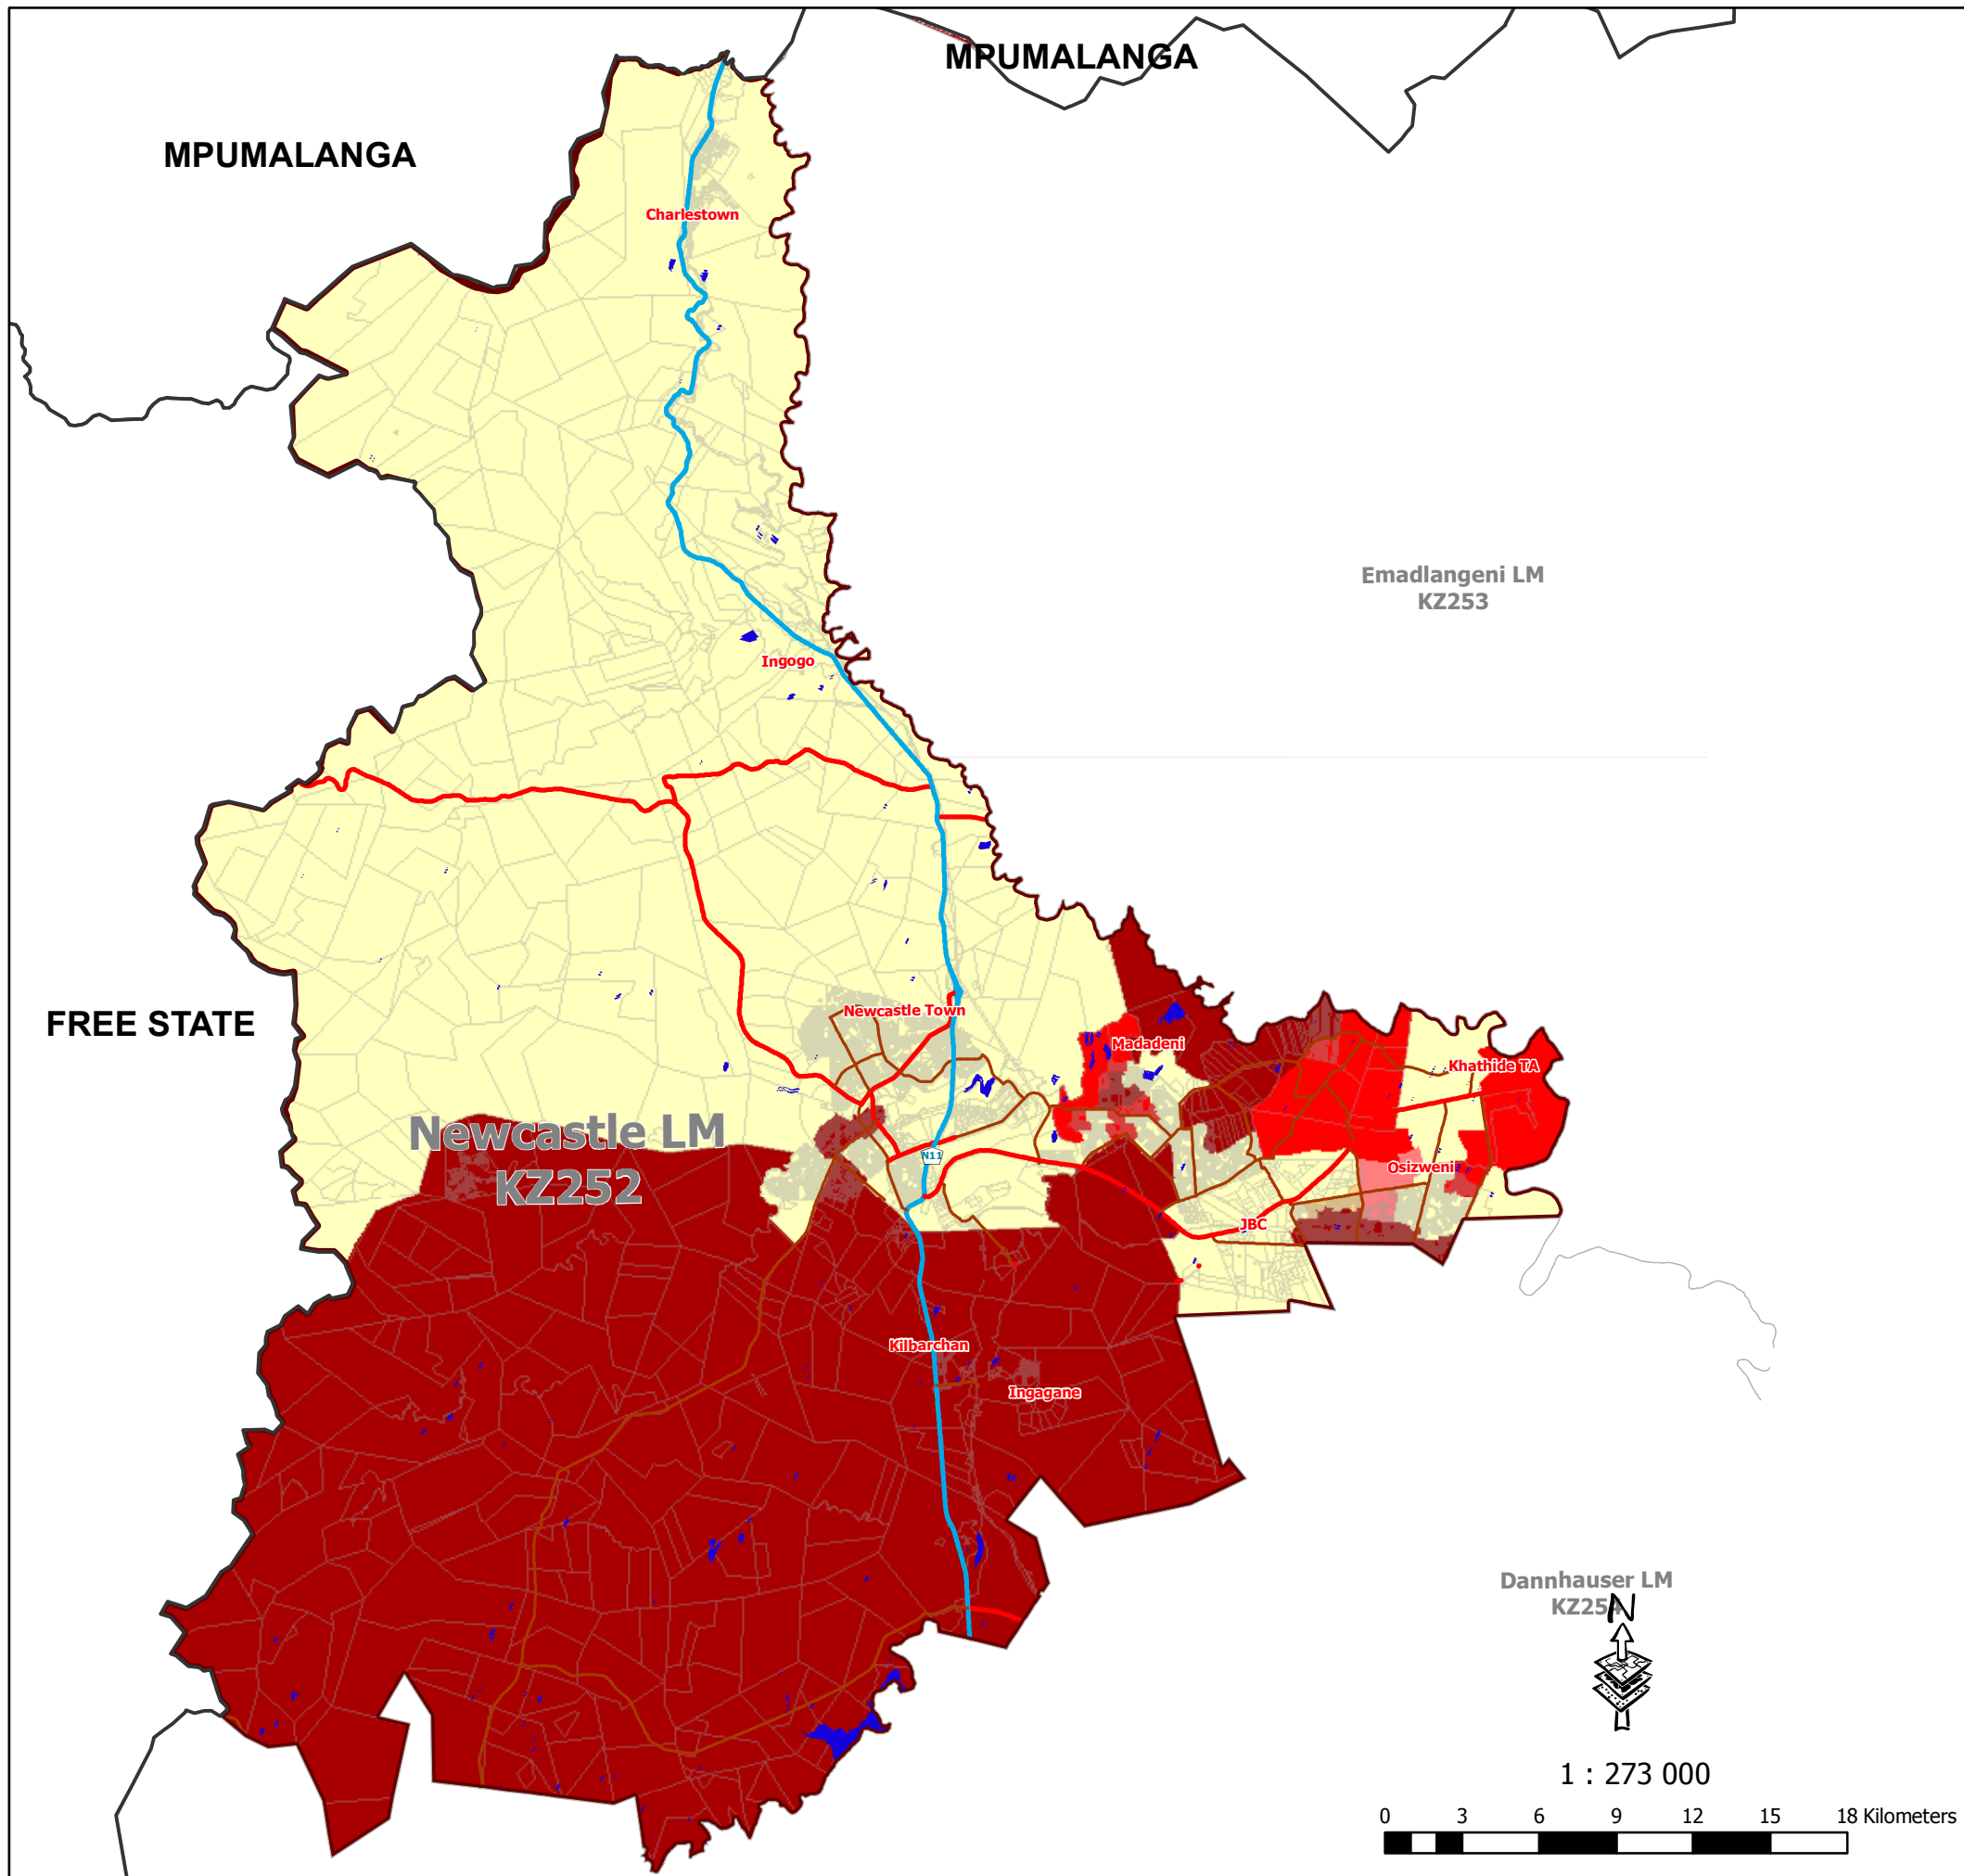 MPUMALANGA
MPUMALANGA
Charlestown
Emadlangeni LM
KZ253
Ingogo
FREE STATE
Newcastle Town
Madadeni
Khathide TA
Newcastle LM
KZ252
N11
Osizweni
JBC
Kilbarchan
Ingagane
Dannhauser LM
KZ254
N
1 : 273 000
0 3 6 9 12 15 18 Kilometers